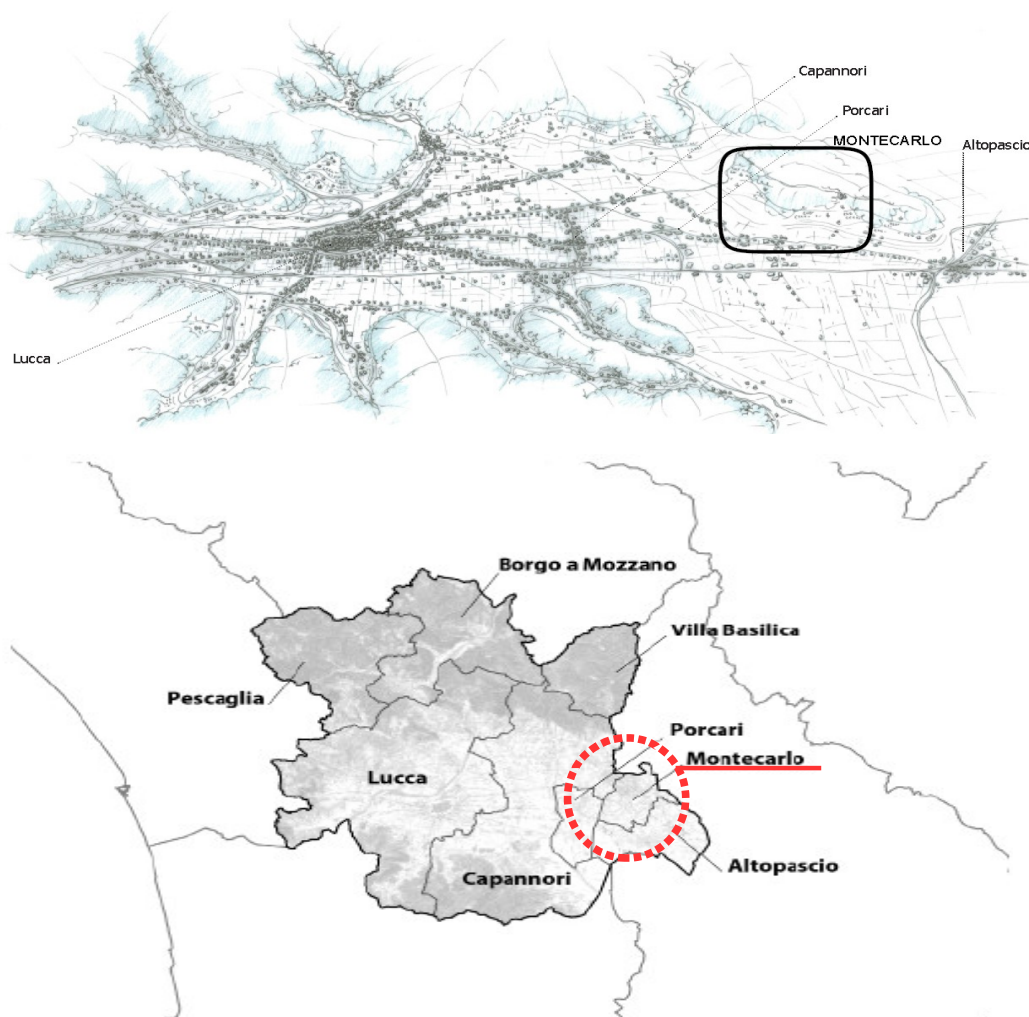 Capannori
Porcari
MONTECARLO
Altopascio
Lucca
Borgo a Mozzano
Villa Basilica
Pescaglia
Porcari
Montecarlo
Lucca
Altopascio
Capannori